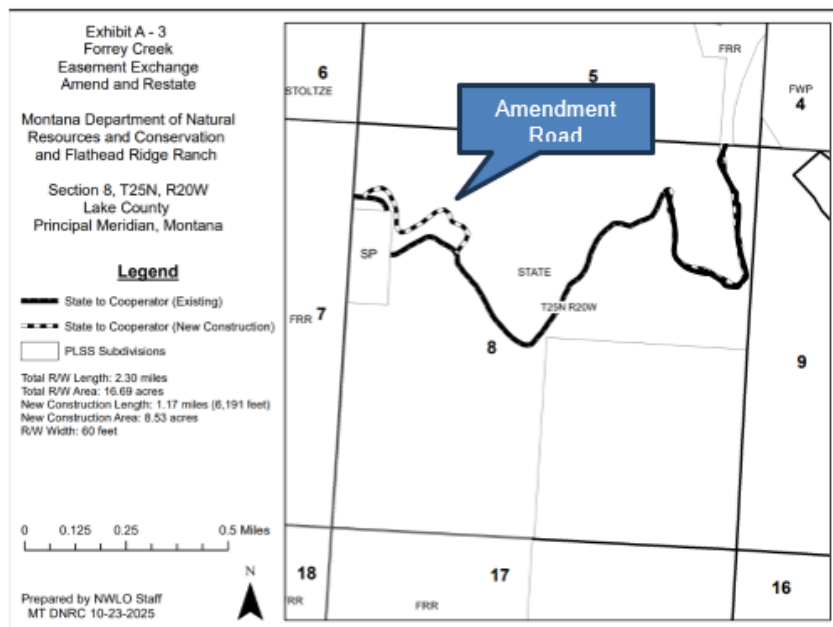 Exhibit A - 3
Forrey Creek
Easement Exchange
Amend and Restate
Montana Department of Natural
Resources and Conservation
and Flathead Ridge Ranch
Section 8, T25N, R20W
Lake County
Principal Meridian, Montana
Legend
State to Cooperator (Existing)
State to Cooperator (New Construction)
PLSS Subdivisions
Total R/W Length: 2.30 miles
Total R/W Area: 16.69 acres
New Construction Length: 1.17 miles (6,191 feet)
New Construction Area: 8.53 acres
R/W Width: 60 feet
0 0.125 0.25 0.5 Miles
N
Prepared by NWLO Staff
MT DNRC 10-23-2025
6
STOLTZE
5
FRR
FWP
4
Amendment
Road
SP
STATE
T25N R20W
FRR 7
8
9
18
RR
17
FRR
16